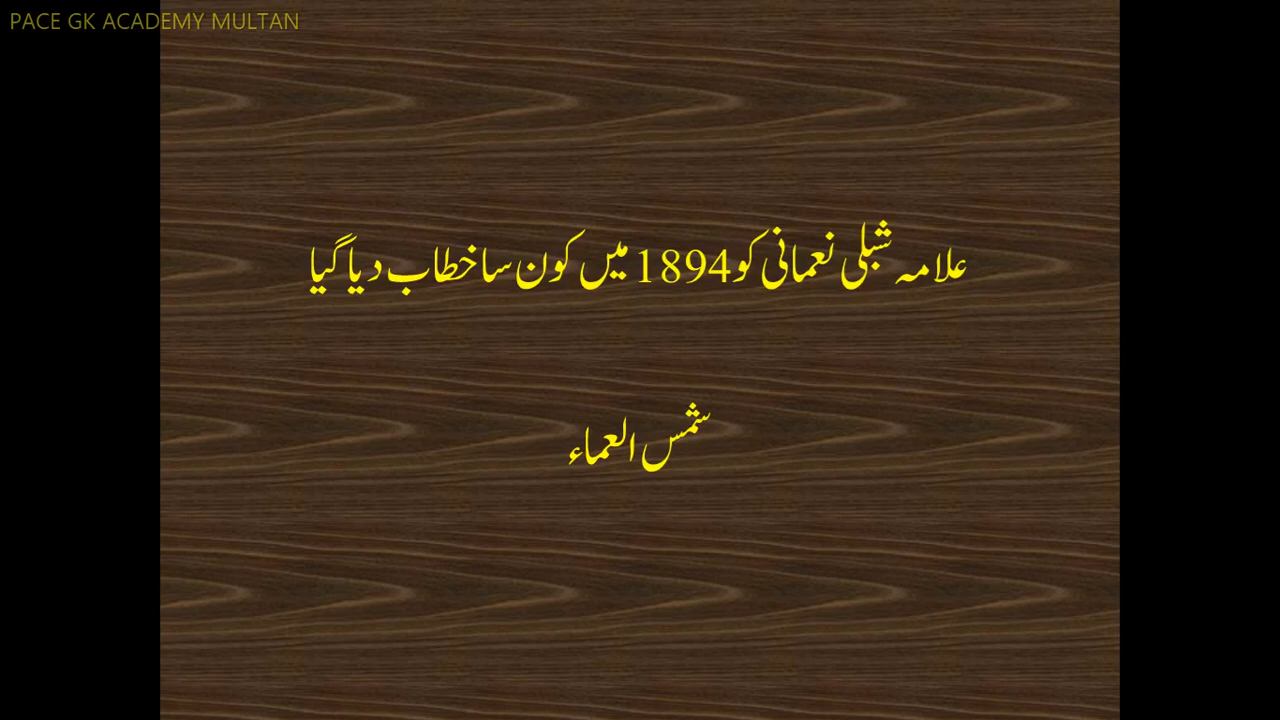 PACE GK ACADEMY MULTAN
علامہ شبلی نعمانی کو 1894 میں کون سا خطاب دیا گیا
شمس العماء